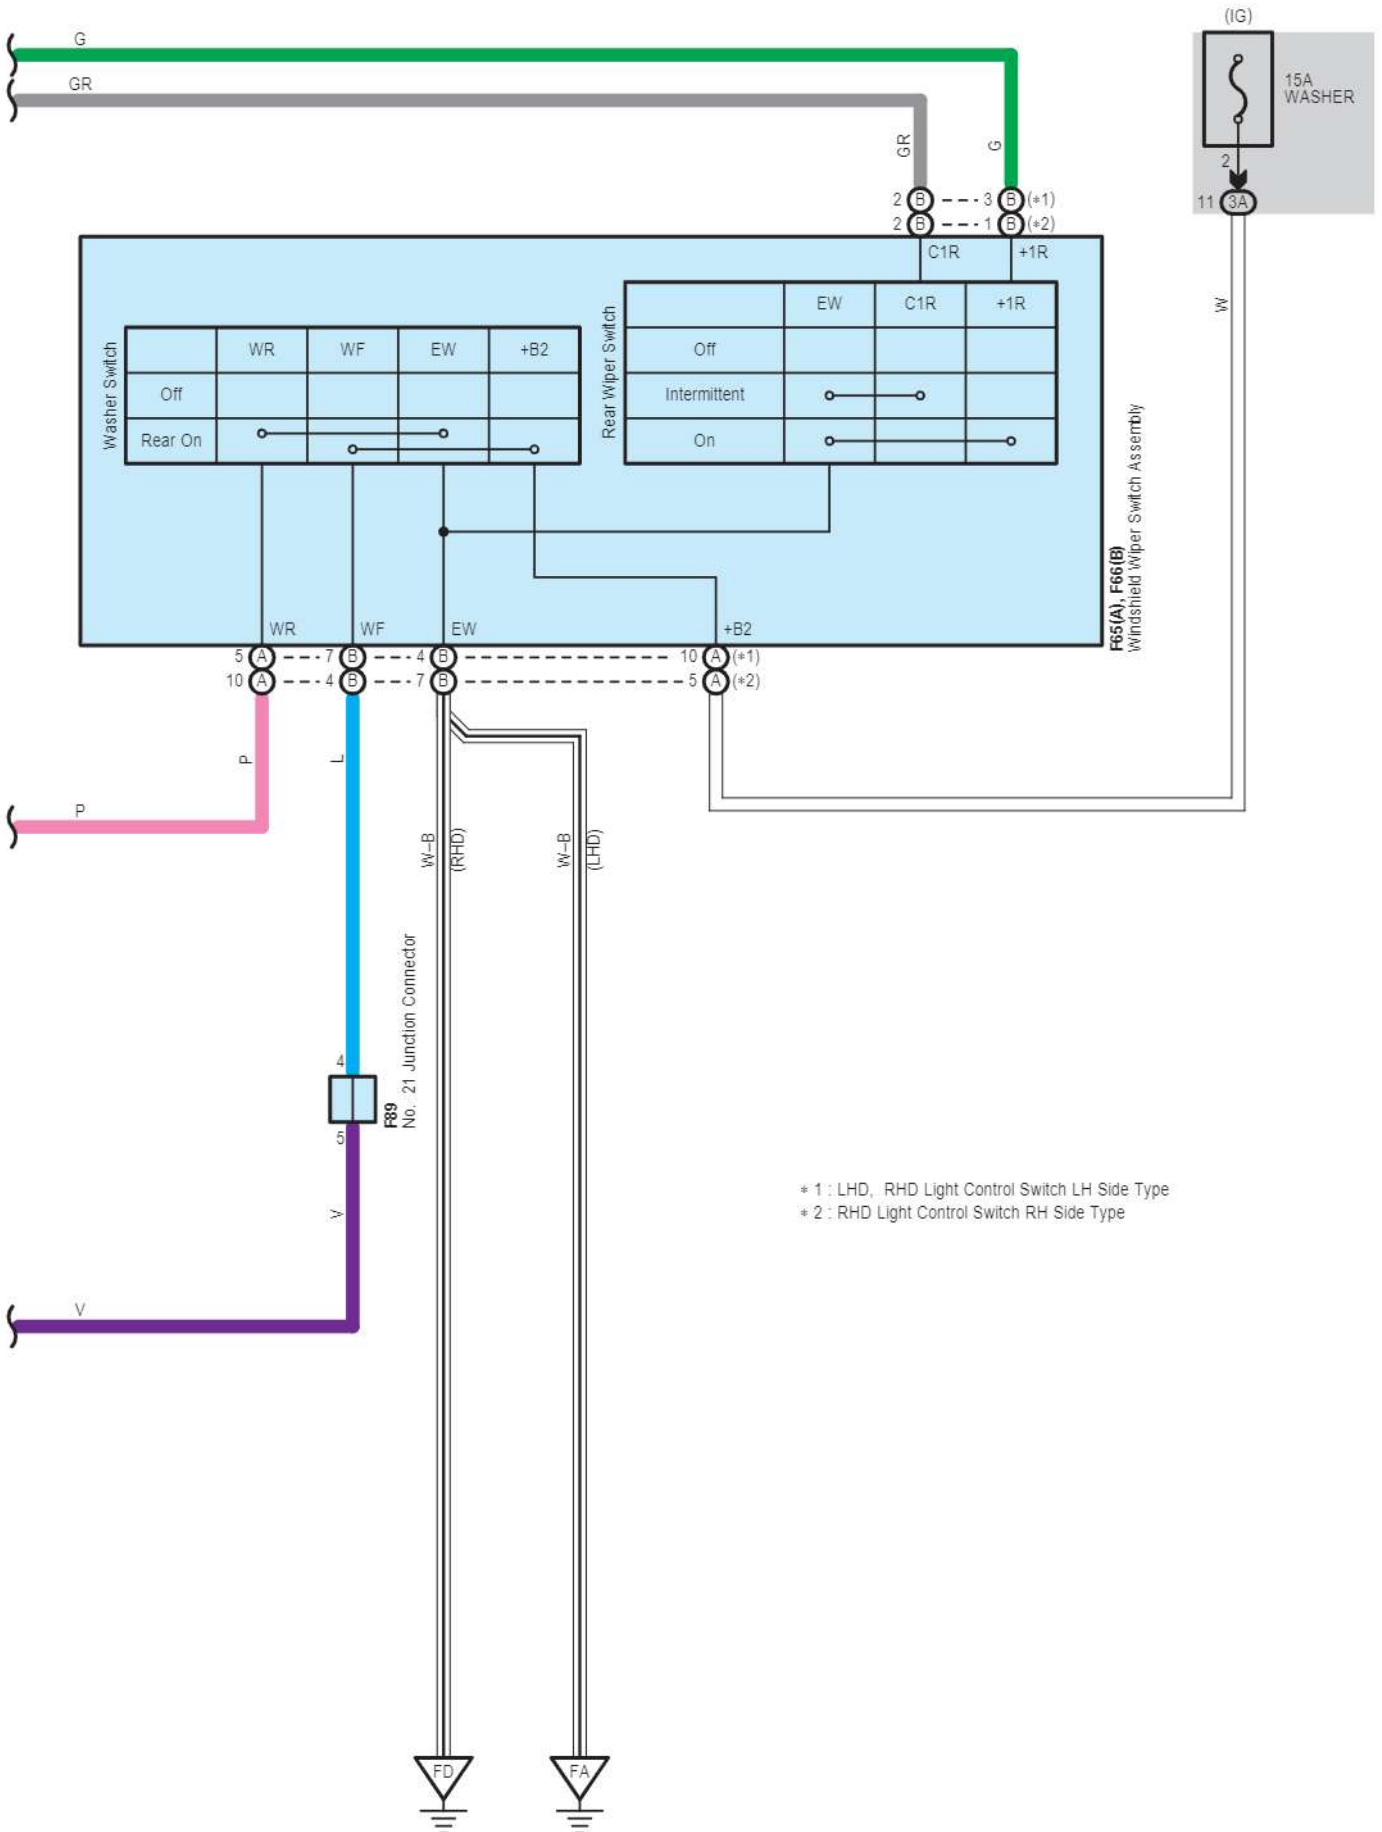 (IG)
G
GR
15A
WASHER
GR
G
2
11 3A
2 B 3 B (*1)
2 B 1 B (*2)
C1R +1R
W
Rear Wiper Switch
EW C1R +1R
Off
Intermittent
On
Washer Switch
WR WF EW +B2
Off
Rear On
F65(A), F66(B)
Windshield Wiper Switch Assembly
WR WF EW +B2
5 A 7 B 4 B 10 A (*1)
10 A 4 B 7 B 5 A (*2)
P
L
P
W-B
(RHD)
W-B
(LHD)
4
F89
No. 21 Junction Connector
5
V
* 1 : LHD, RHD Light Control Switch LH Side Type
* 2 : RHD Light Control Switch RH Side Type
V
FD
FA